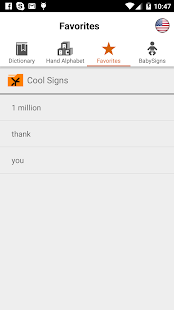 10:47
Favorites
Dictionary Hand Alphabet Favorites BabySigns
Cool Signs
1 million
thank
you